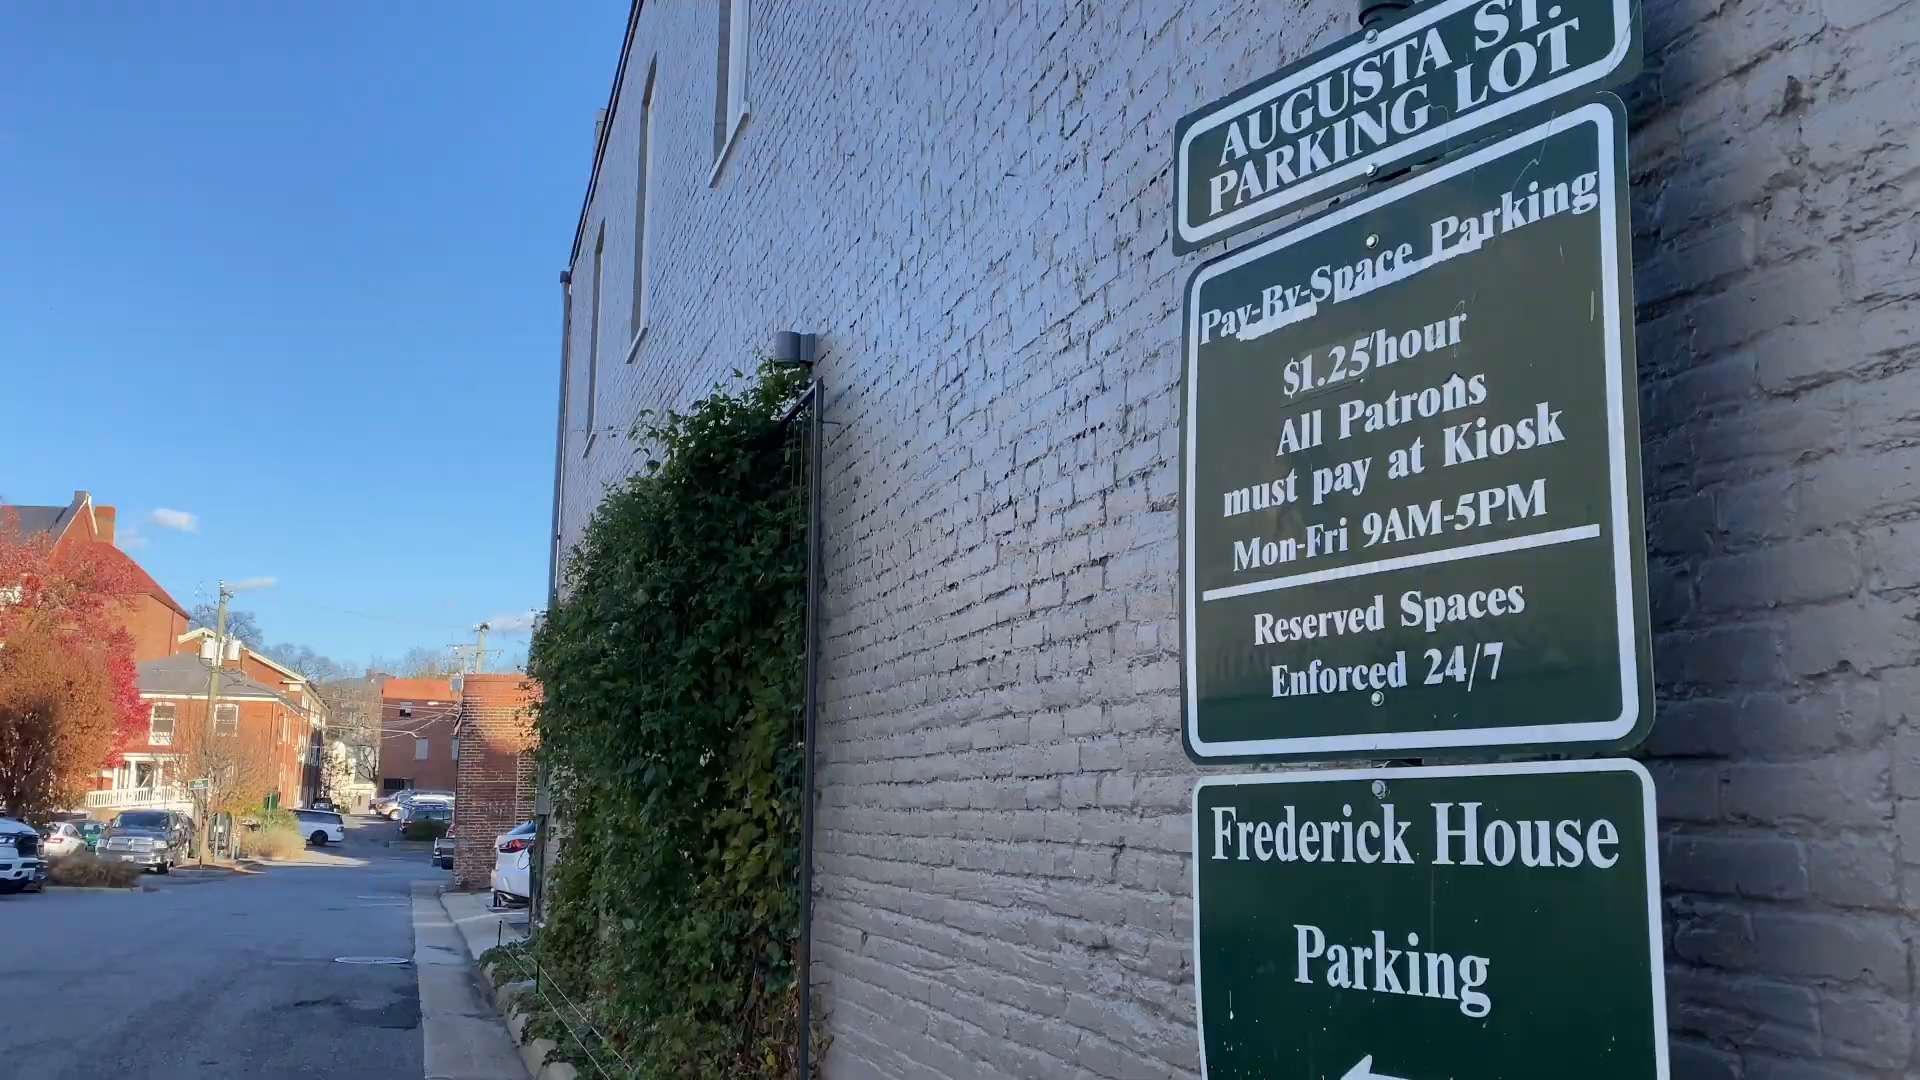 AUGUSTA ST.
PARKING LOT
Pay-By-Space Parking
$1.25/hour
All Patrons
must pay at Kiosk
Mon-Fri 9AM-5PM
Reserved Spaces
Enforced 24/7
Frederick House
Parking